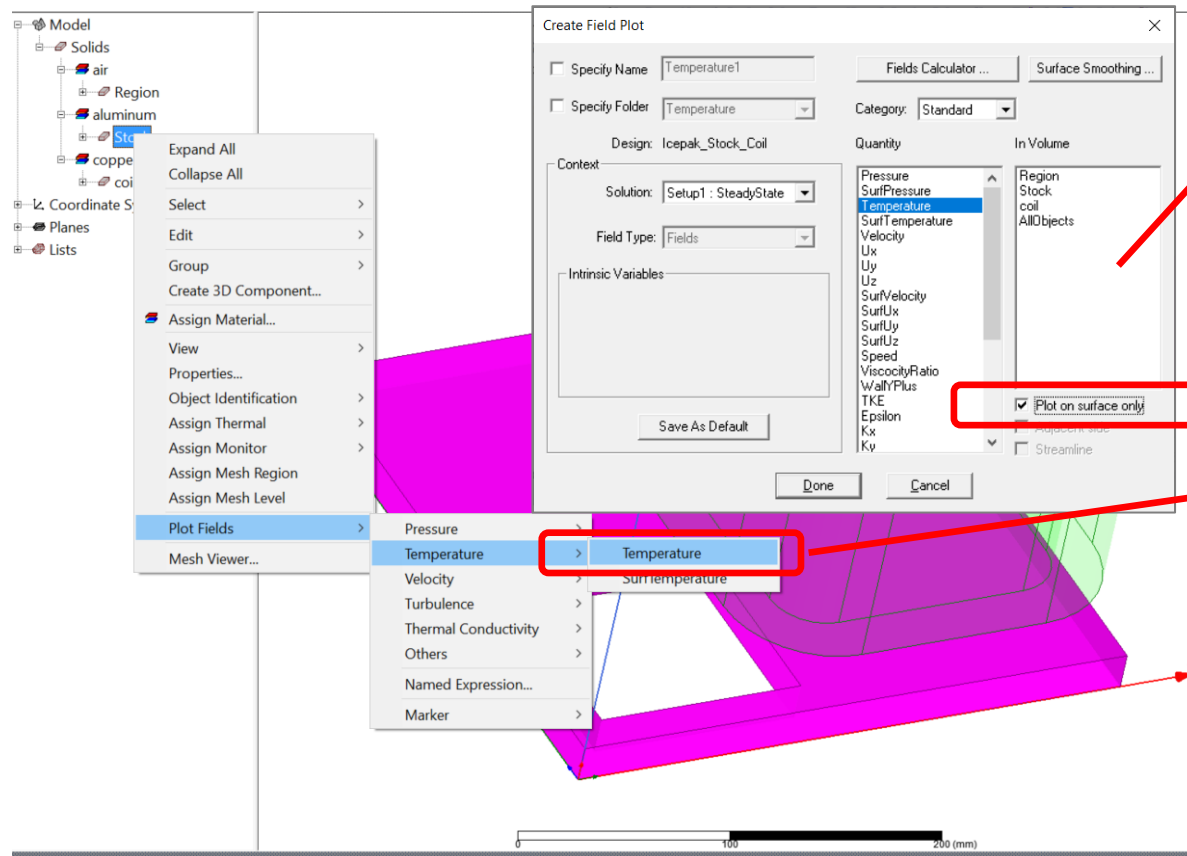 Model
Solids
air
Region
aluminum
Stock
coppe
coi
Coordinate S
Planes
Lists
Expand All
Collapse All
Select
Edit
Group
Create 3D Component...
Assign Material...
View
Properties...
Object Identification
Assign Thermal
Assign Monitor
Assign Mesh Region
Assign Mesh Level
Plot Fields
Mesh Viewer...
Pressure
Temperature
Velocity
Turbulence
Thermal Conductivity
Others
Named Expression...
Marker
Temperature
SurfTemperature
Create Field Plot
Specify Name
Temperature1
Fields Calculator ...
Surface Smoothing ...
Specify Folder
Temperature
Category:
Standard
Design:
Icepak_Stock_Coil
Quantity
In Volume
Context
Solution:
Setup1 : SteadyState
Field Type:
Fields
Intrinsic Variables
Save As Default
Pressure
SurfPressure
Temperature
SurfTemperature
Velocity
Ux
Uy
Uz
SurfVelocity
SurfUx
SurfUy
SurfUz
Speed
ViscocityRatio
WallYPlus
TKE
Epsilon
Kx
Ky
Region
Stock
coil
AllObjects
Plot on surface only
Adjacent side
Streamline
Done
Cancel
0
100
200 (mm)